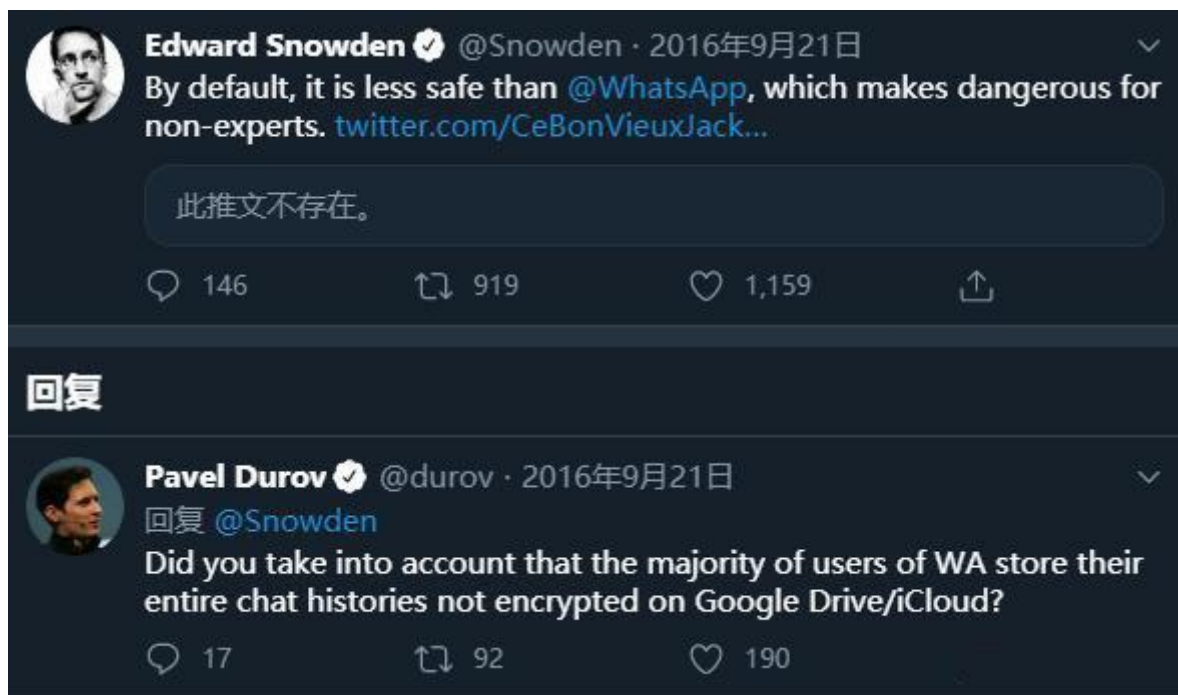 Edward Snowden @Snowden · 2016年9月21日
By default, it is less safe than @WhatsApp, which makes dangerous for
non-experts. twitter.com/CeBonVieuxJack...
此推文不存在。
146 919 1,159
回复
Pavel Durov @durov · 2016年9月21日
回复 @Snowden
Did you take into account that the majority of users of WA store their
entire chat histories not encrypted on Google Drive/iCloud?
17 92 190